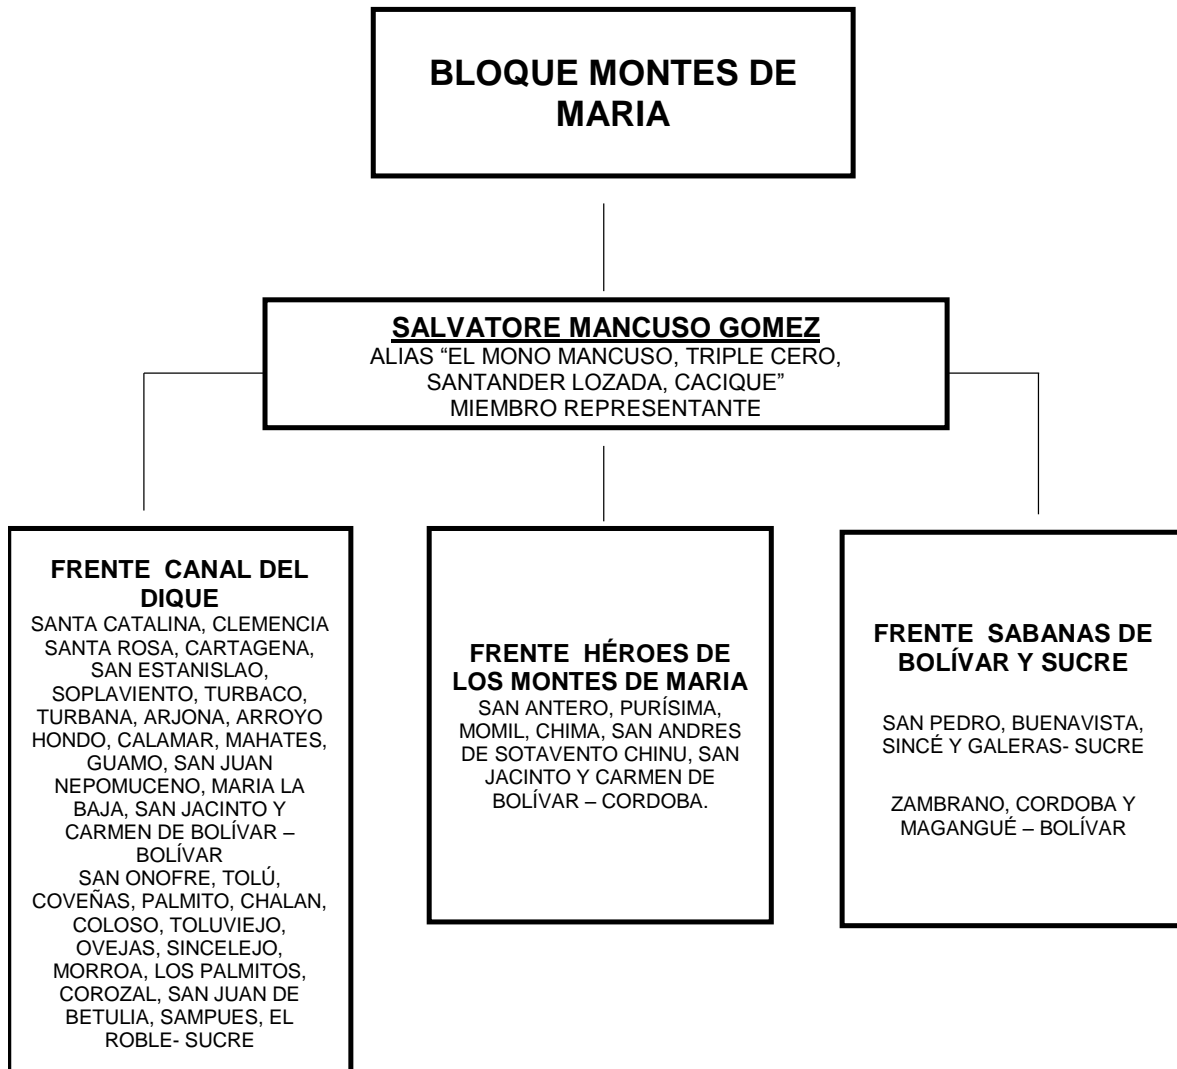 BLOQUE MONTES DE
MARIA
SALVATORE MANCUSO GOMEZ
ALIAS “EL MONO MANCUSO, TRIPLE CERO,
SANTANDER LOZADA, CACIQUE”
MIEMBRO REPRESENTANTE
FRENTE CANAL DEL
DIQUE
SANTA CATALINA, CLEMENCIA
SANTA ROSA, CARTAGENA,
SAN ESTANISLAO,
SOPLAVIENTO, TURBACO,
TURBANA, ARJONA, ARROYO
HONDO, CALAMAR, MAHATES,
GUAMO, SAN JUAN
NEPOMUCENO, MARIA LA
BAJA, SAN JACINTO Y
CARMEN DE BOLÍVAR –
BOLÍVAR
SAN ONOFRE, TOLÚ,
COVEÑAS, PALMITO, CHALAN,
COLOSO, TOLUVIEJO,
OVEJAS, SINCELEJO,
MORROA, LOS PALMITOS,
COROZAL, SAN JUAN DE
BETULIA, SAMPUES, EL
ROBLE- SUCRE
FRENTE HÉROES DE
LOS MONTES DE MARIA
SAN ANTERO, PURÍSIMA,
MOMIL, CHIMA, SAN ANDRES
DE SOTAVENTO CHINU, SAN
JACINTO Y CARMEN DE
BOLÍVAR – CORDOBA.
FRENTE SABANAS DE
BOLÍVAR Y SUCRE
SAN PEDRO, BUENAVISTA,
SINCÉ Y GALERAS- SUCRE
ZAMBRANO, CORDOBA Y
MAGANGUÉ – BOLÍVAR